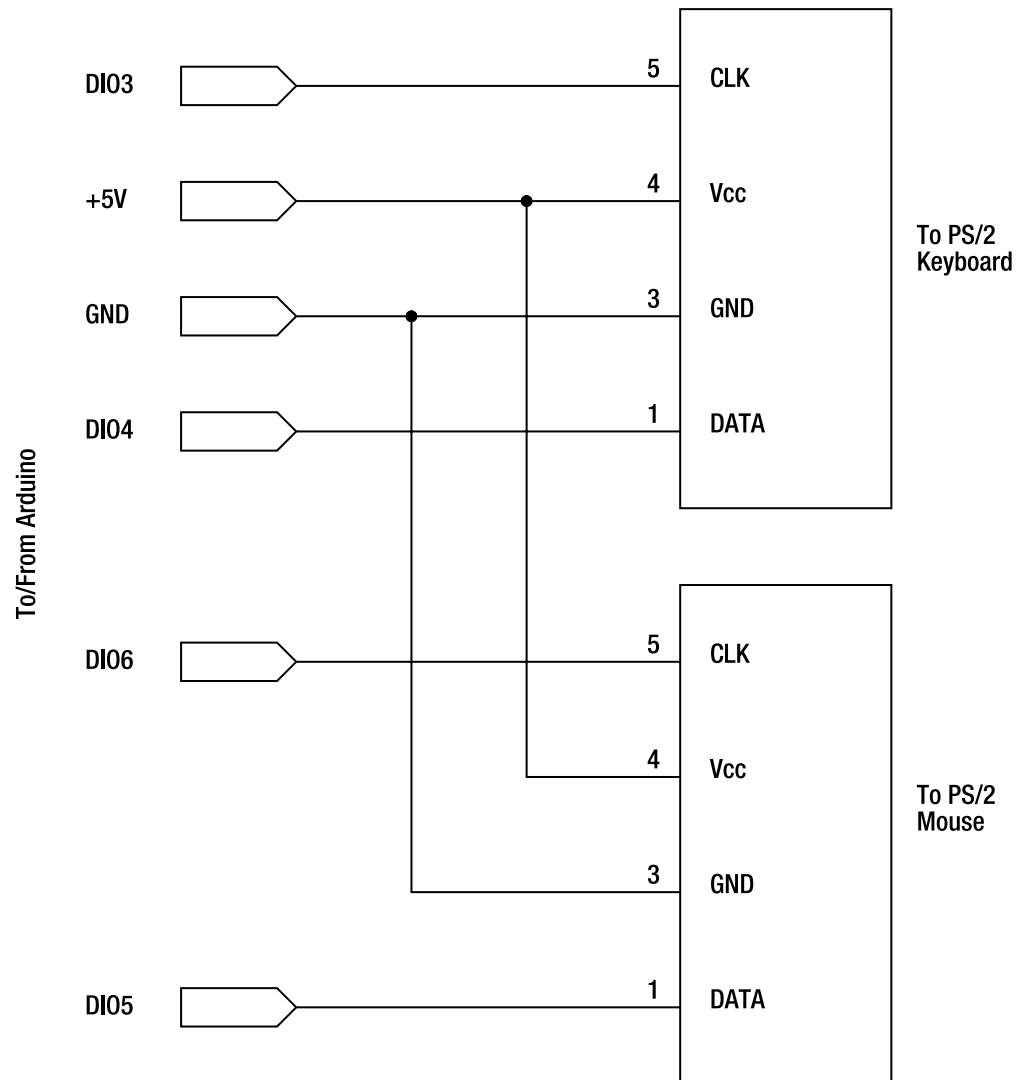 DIO3
5
CLK
+5V
4
Vcc
To PS/2
Keyboard
GND
3
GND
DIO4
1
DATA
To/From Arduino
DIO6
5
CLK
4
Vcc
To PS/2
Mouse
3
GND
DIO5
1
DATA